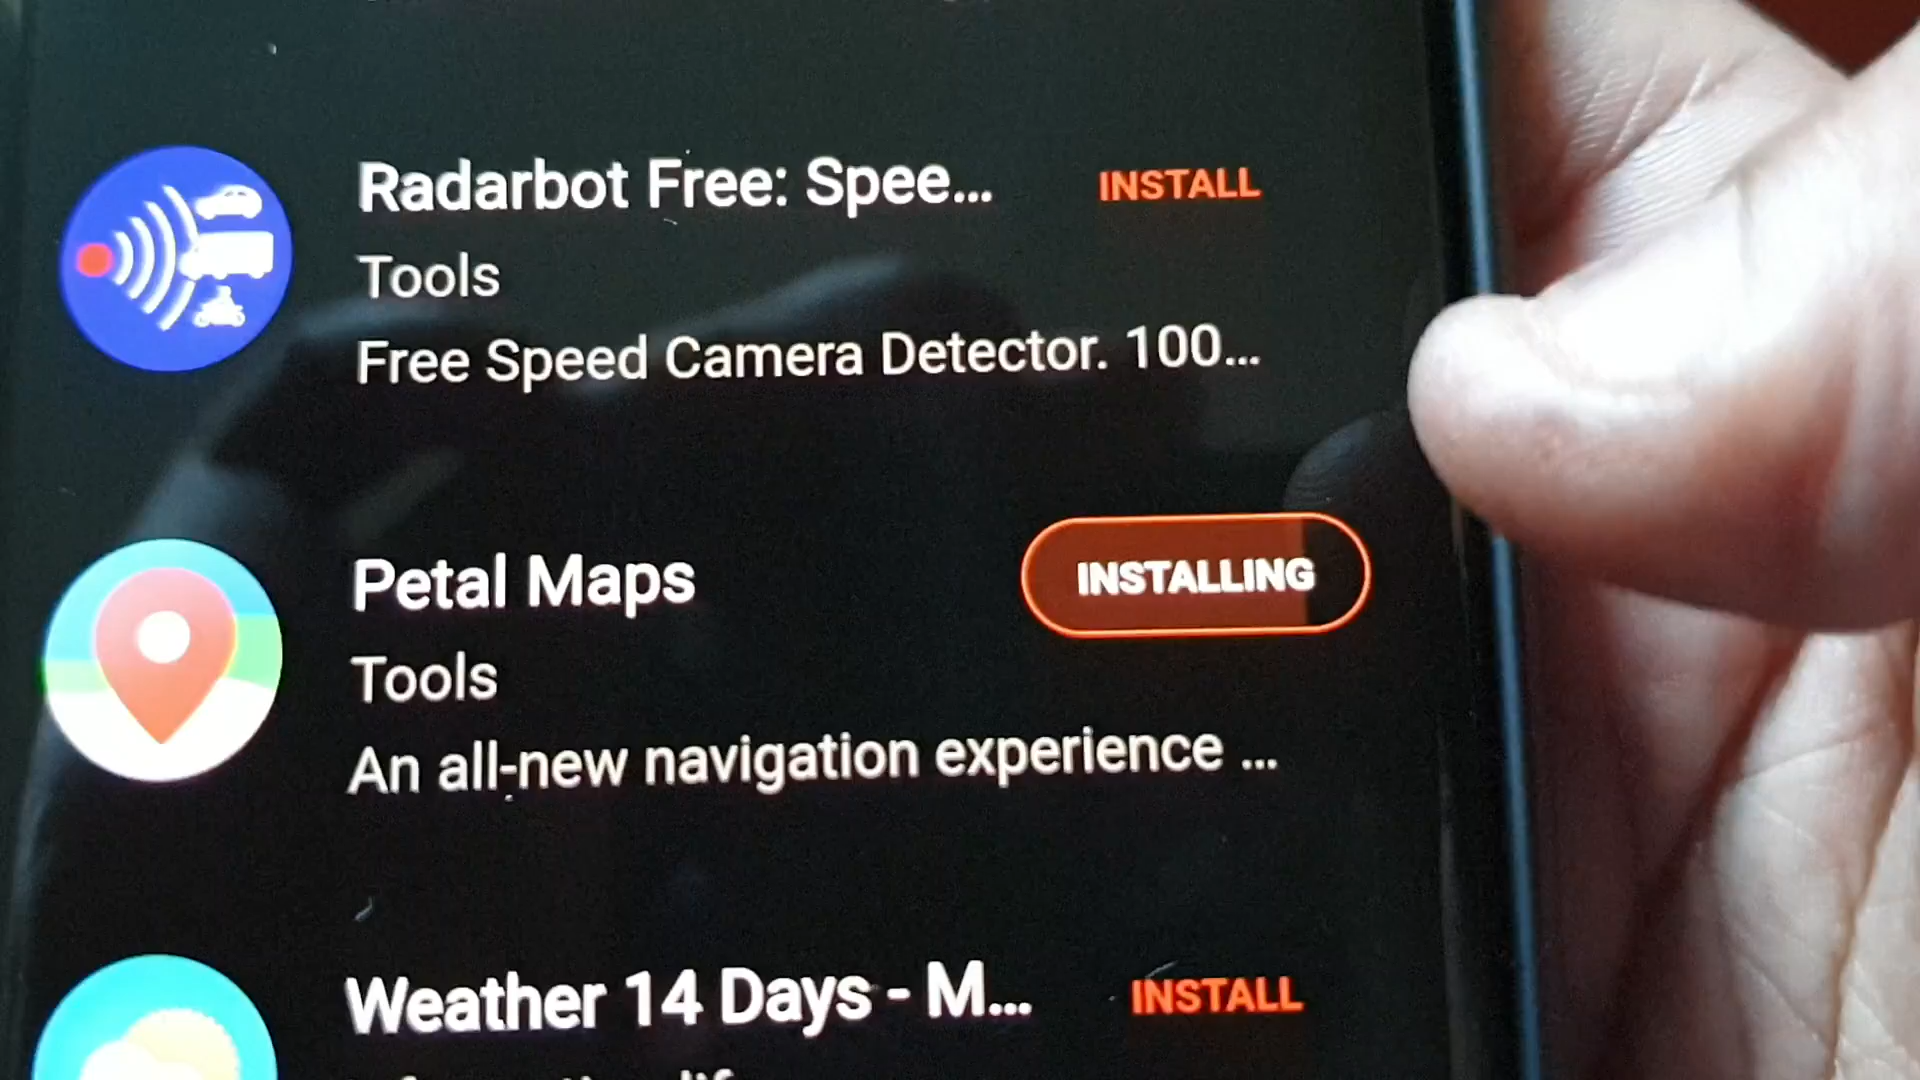 Radarbot Free: Spee...
INSTALL
Tools
Free Speed Camera Detector. 100...
Petal Maps
INSTALLING
Tools
An all-new navigation experience ...
Weather 14 Days - M...
INSTALL